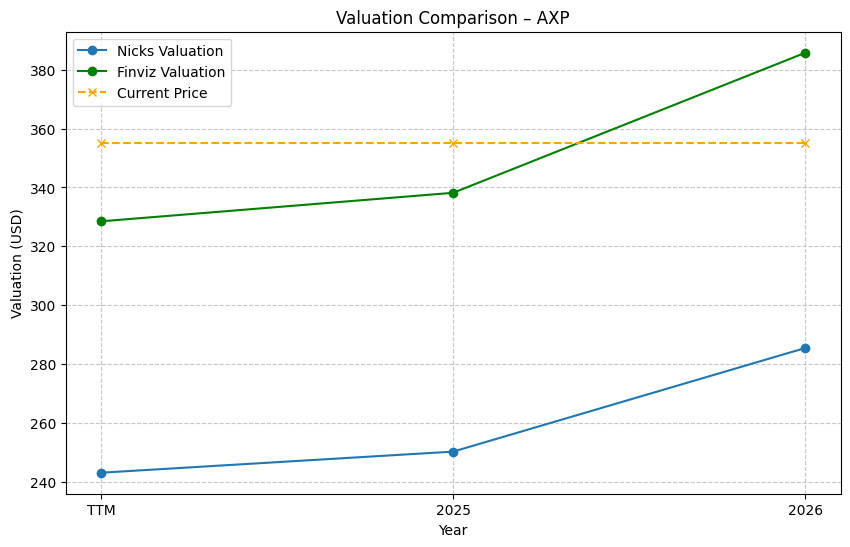 Valuation Comparison – AXP
Nicks Valuation
Finviz Valuation
Current Price
Valuation (USD)
380
360
340
320
300
280
260
240
TTM
2025
2026
Year